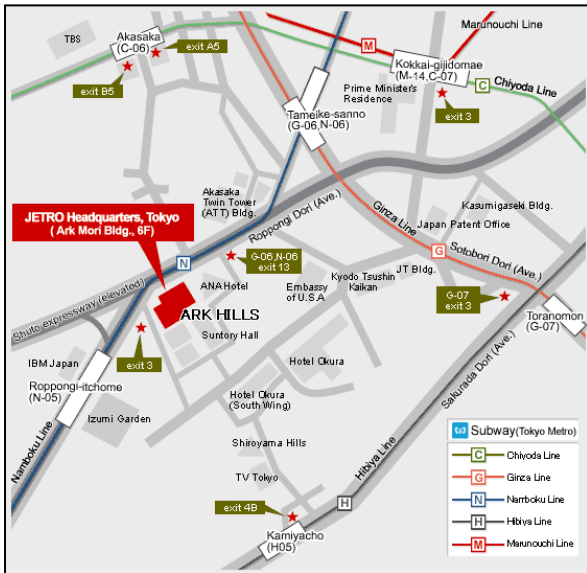 Akasaka
(C-06)
TBS
exit A5
exit B5
Marunouchi Line
M
Kokkai-gijidomae
(M-14,C-07)
C
Chiyoda Line
Prime Minister's
Residence
exit 3
Tameike-sanno
(G-06,N-06)
Akasaka
Twin Tower
(ATT) Bldg.
Kasumigaseki Bldg.
JETRO Headquarters, Tokyo
( Ark Mori Bldg., 6F)
Roppongi Dori (Ave.)
Ginza Line
Japan Patent Office
Sotobori Dori (Ave.)
G
N
G-06,N-06
exit 13
Kyodo Tsushin
Kaikan
JT Bldg.
Shuto expressway (elevated)
ANA Hotel
Embassy
of U.S.A
G-07
exit 3
Toranomon
(G-07)
ARK HILLS
Suntory Hall
exit 3
IBM Japan
Roppongi-itchome
(N-05)
Hotel Okura
Sakurada Dori (Ave.)
Hotel Okura
(South Wing)
Izumi Garden
Shiroyama Hills
Hibiya Line
Namboku Line
TV Tokyo
exit 4B
H
Kamiyacho
(H05)
Subway(Tokyo Metro)
C Chiyoda Line
G Ginza Line
N Namboku Line
H Hibiya Line
M Marunouchi Line